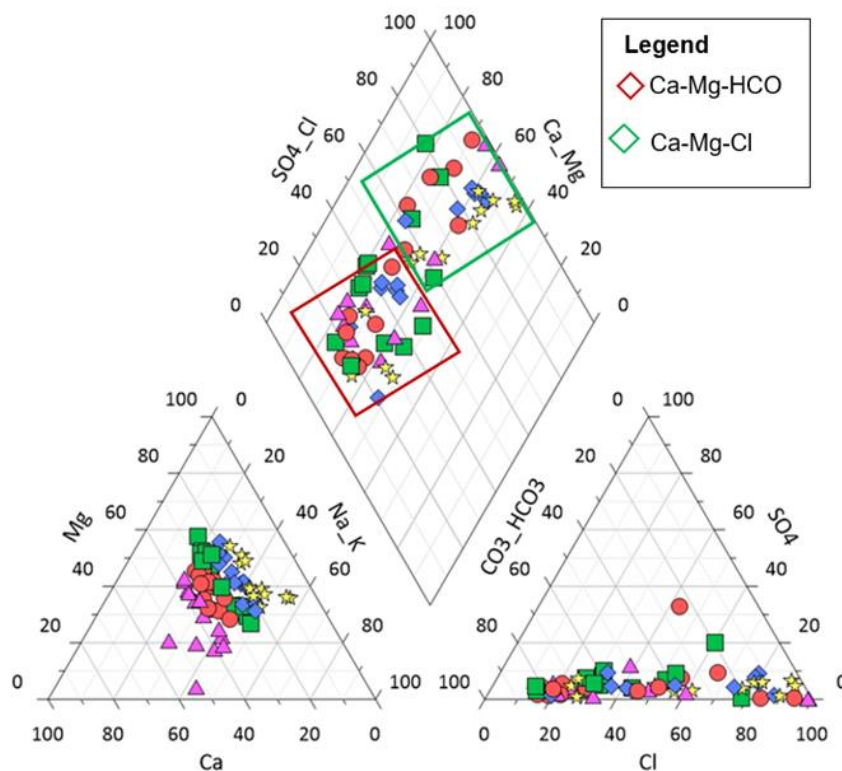 Legend
Ca-Mg-HCO
Ca-Mg-Cl
100 100
80 80
60 60
40 40
20 20
0 0
SO4_Cl
Ca_Mg
100 0
80 20
60 40
40 60
20 80
0 100
100 80 60 40 20 0
Mg
Na_K
Ca
0 100
20 80
40 60
60 40
80 20
100 0
0 20 40 60 80 100
CO3_HCO3
SO4
Cl